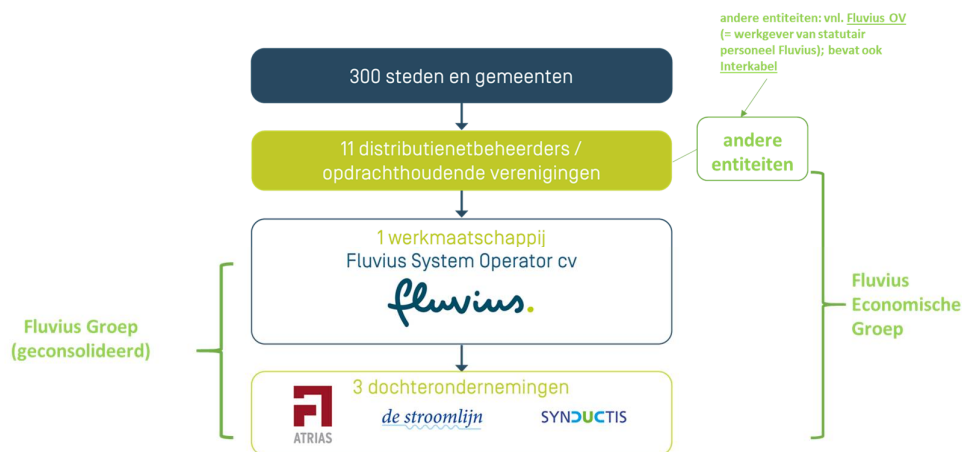 andere entiteiten: vnl. Fluvius OV
(= werkgever van statutair
personeel Fluvius); bevat ook
Interkabel
300 steden en gemeenten
11 distributienetbeheerders /
opdrachthoudende verenigingen
andere
entiteiten
1 werkmaatschappij
Fluvius System Operator cv
fluvius.
Fluvius Groep
(geconsolideerd)
Fluvius
Economische
Groep
3 dochterondernemingen
ATRIAS
de stroomlijn
SYNDUCTIS